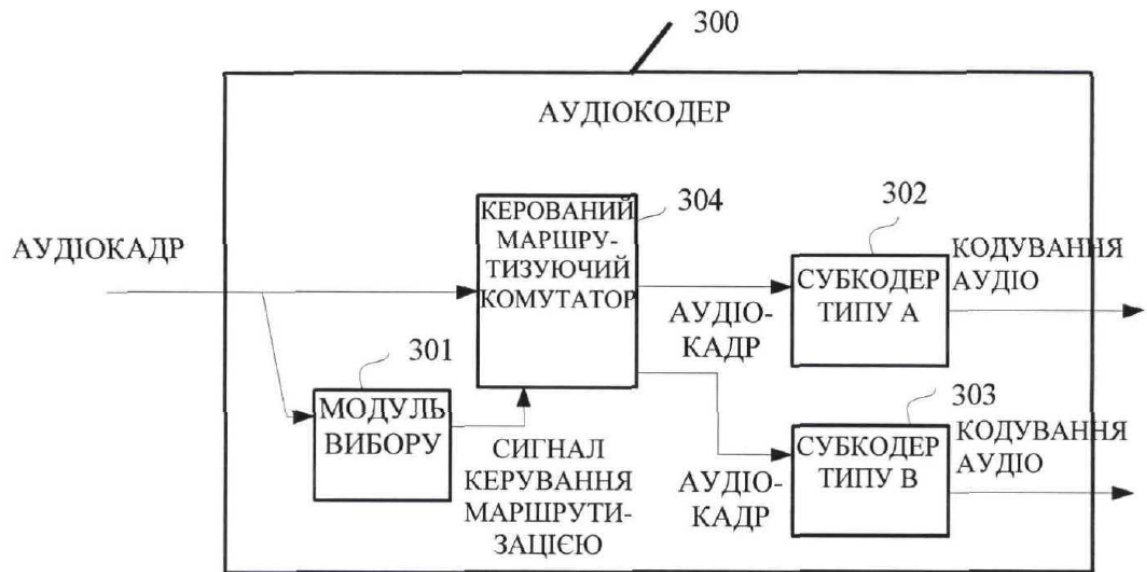 300
АУДІОКОДЕР
АУДІОКАДР
КЕРОВАНИЙ
МАРШРУ-
ТИЗУЮЧИЙ
КОМУТАТОР
304
302
СУБКОДЕР
ТИПУ А
КОДУВАННЯ
АУДІО
АУДІО-
КАДР
301
МОДУЛЬ
ВИБОРУ
СИГНАЛ
КЕРУВАННЯ
МАРШРУТИ-
ЗАЦІЄЮ
АУДІО-
КАДР
303
СУБКОДЕР
ТИПУ В
КОДУВАННЯ
АУДІО